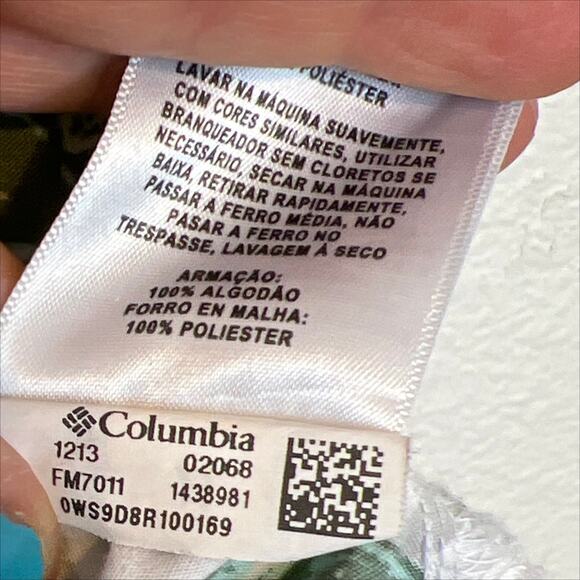 POLIÉSTER
LAVAR NA MÁQUINA SUAVEMENTE,
COM CORES SIMILARES, UTILIZAR
BRANQUEADOR SEM CLORETOS SE
NECESSÁRIO, SECAR NA MÁQUINA
BAIXA, RETIRAR RAPIDAMENTE,
PASSAR A FERRO MÉDIA, NÃO
PASAR A FERRO NO
TRESPASSE, LAVAGEM Á SECO
ARMAÇÃO:
100% ALGODÃO
FORRO EN MALHA:
100% POLIESTER
Columbia
1213 02068
FM7011 1438981
0WS9D8R100169